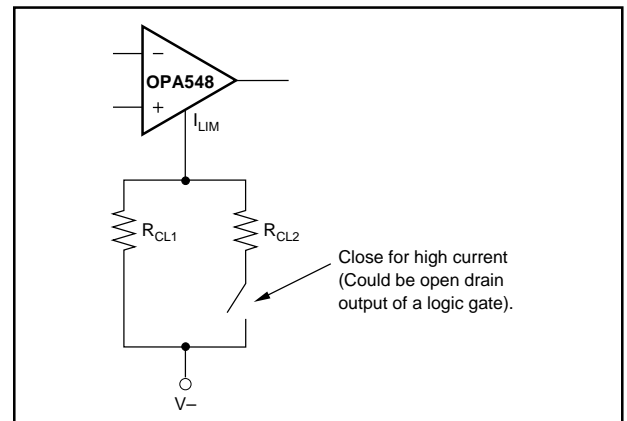 −
OPA548
+
I_LIM
R_CL1
R_CL2
Close for high current
(Could be open drain
output of a logic gate).
V–